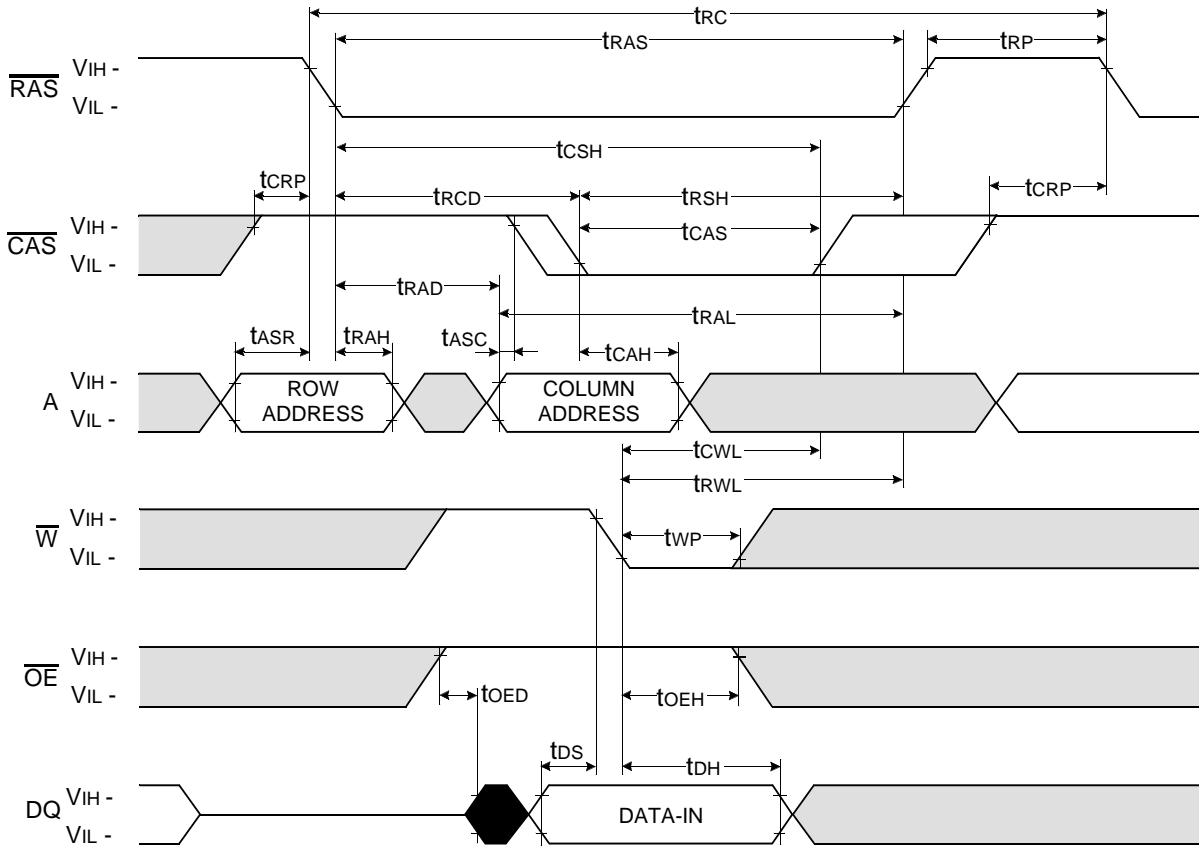 tRC
tRAS
tRP
RAS
VIH -
VIL -
tCSH
tCRP
tRCD
tRSH
tCRP
CAS
VIH -
VIL -
tCAS
tRAD
tRAL
tASR
tRAH
tASC
tCAH
A
VIH -
VIL -
ROW
ADDRESS
COLUMN
ADDRESS
tCWL
tRWL
W
VIH -
VIL -
tWP
OE
VIH -
VIL -
tOED
tOEH
tDS
tDH
DQ
VIH -
VIL -
DATA-IN